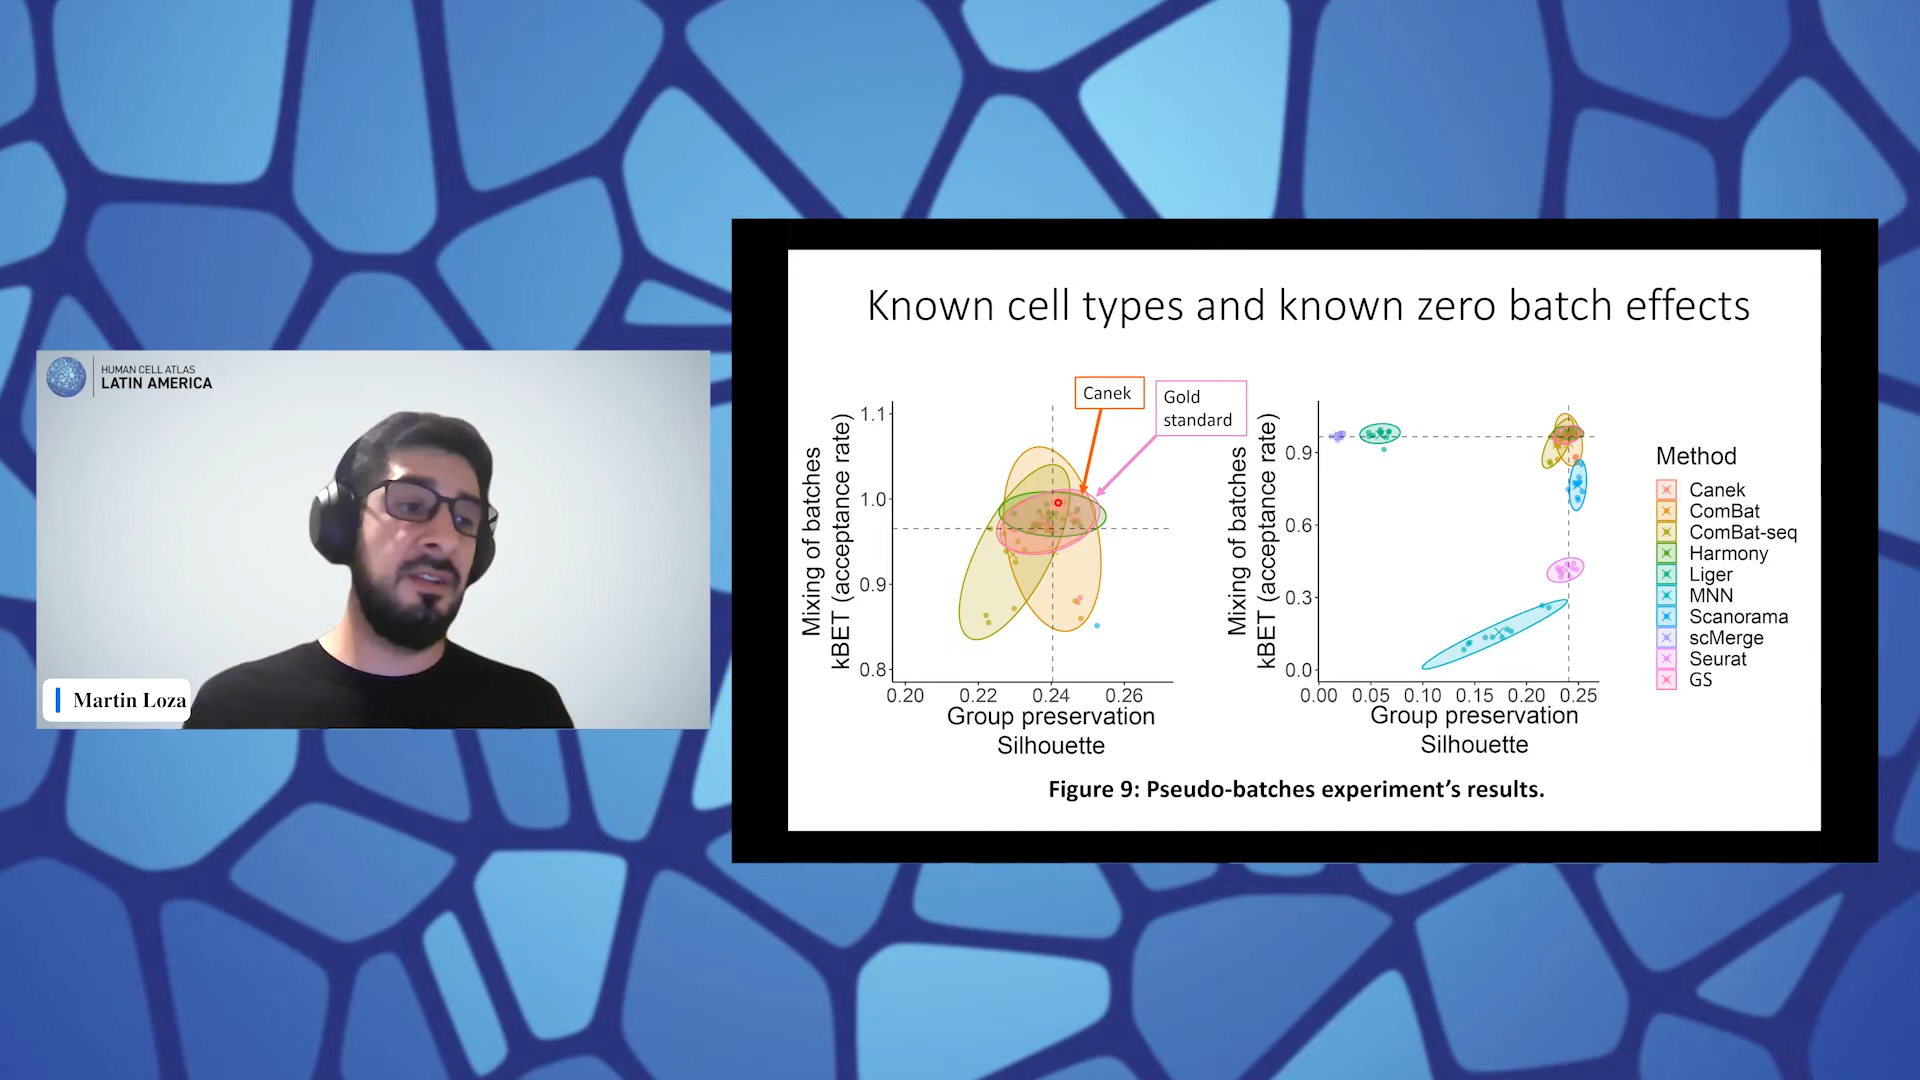 HUMAN CELL ATLAS
LATIN AMERICA
Martin Loza
Known cell types and known zero batch effects
Canek
Gold
standard
Mixing of batches
kBET (acceptance rate)
1.1
1.0
0.9
0.8
0.20
0.22
0.24
0.26
Group preservation
Silhouette
Mixing of batches
kBET (acceptance rate)
0.9
0.6
0.3
0.0
0.00
0.05
0.10
0.15
0.20
0.25
Group preservation
Silhouette
Method
Canek
ComBat
ComBat-seq
Harmony
Liger
MNN
Scanorama
scMerge
Seurat
GS
Figure 9: Pseudo-batches experiment's results.